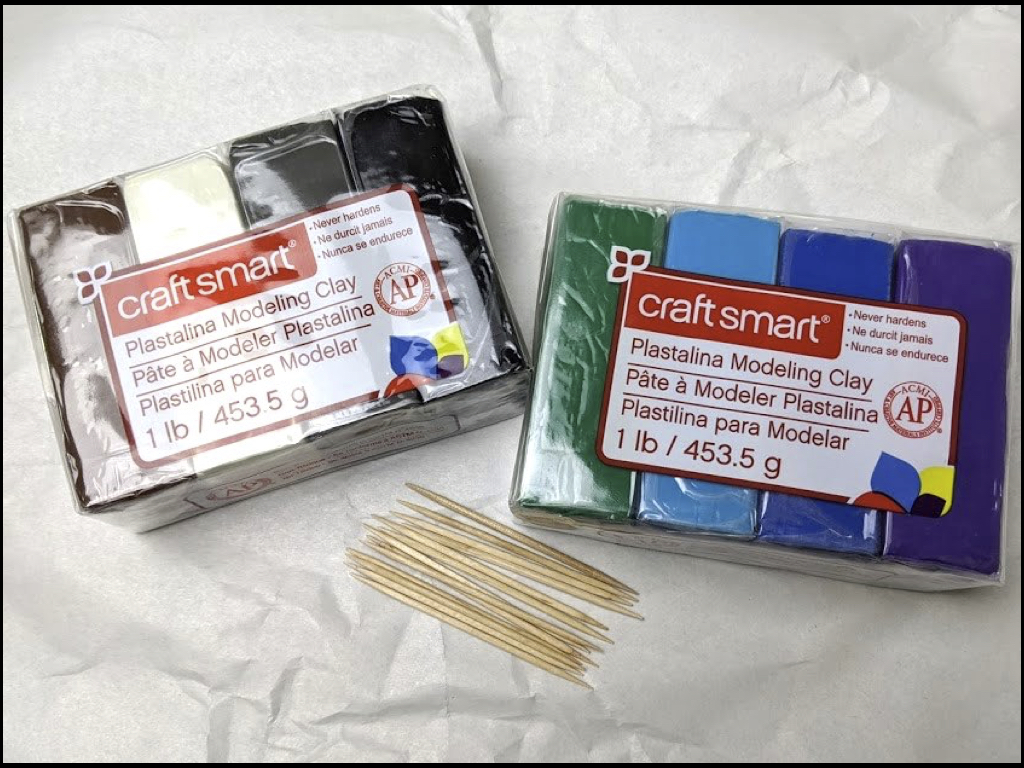 craft smart®
• Never hardens
• Ne durcit jamais
• Nunca se endurece
Plastalina Modeling Clay
Pâte à Modeler Plastalina
Plastilina para Modelar
1 lb / 453.5 g
ACMI
AP
AP
craft smart®
• Never hardens
• Ne durcit jamais
• Nunca se endurece
Plastalina Modeling Clay
Pâte à Modeler Plastalina
Plastilina para Modelar
1 lb / 453.5 g
ACMI
AP